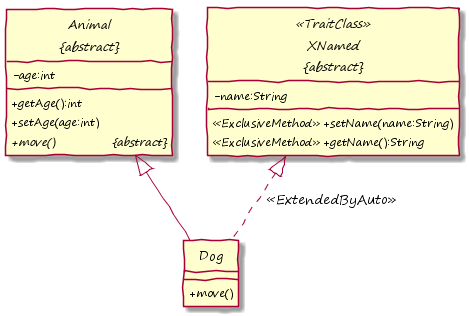 Animal
{abstract}
-age:int
+getAge():int
+setAge(age:int)
+move() {abstract}
«TraitClass»
XNamed
{abstract}
-name:String
«ExclusiveMethod» +setName(name:String)
«ExclusiveMethod» +getName():String
«ExtendedByAuto»
Dog
+move()